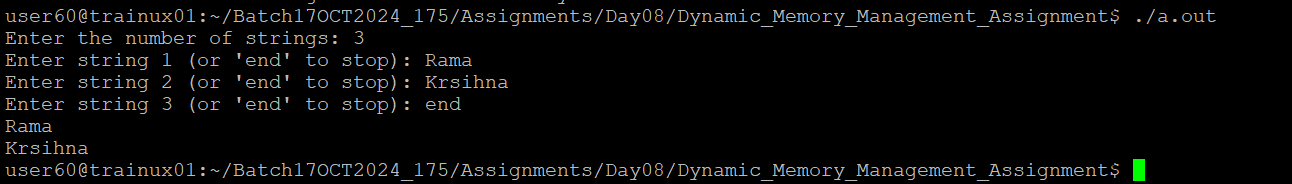 user60@trainux01:~/Batch17OCT2024_175/Assignments/Day08/Dynamic_Memory_Management_Assignment$ ./a.out
Enter the number of strings: 3
Enter string 1 (or 'end' to stop): Rama
Enter string 2 (or 'end' to stop): Krsihna
Enter string 3 (or 'end' to stop): end
Rama
Krsihna
user60@trainux01:~/Batch17OCT2024_175/Assignments/Day08/Dynamic_Memory_Management_Assignment$